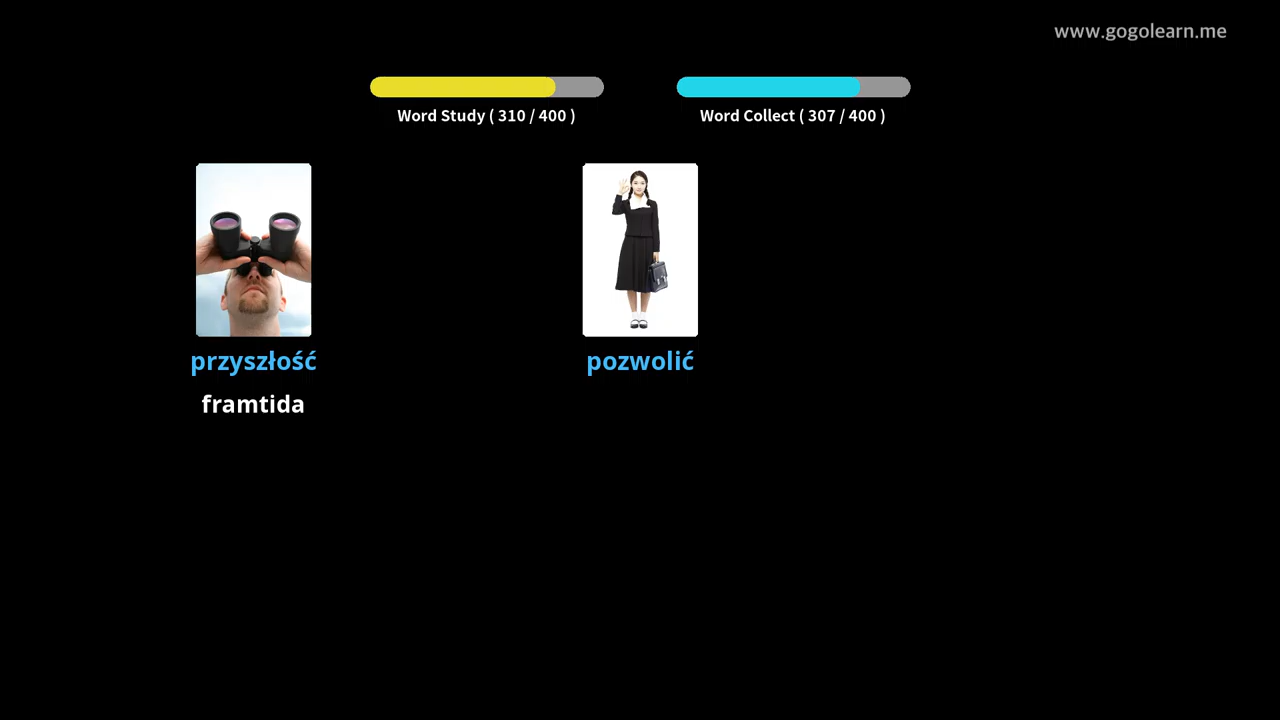 www.gogolearn.me
Word Study ( 310 / 400 )
Word Collect ( 307 / 400 )
przyszłość
pozwolić
framtida